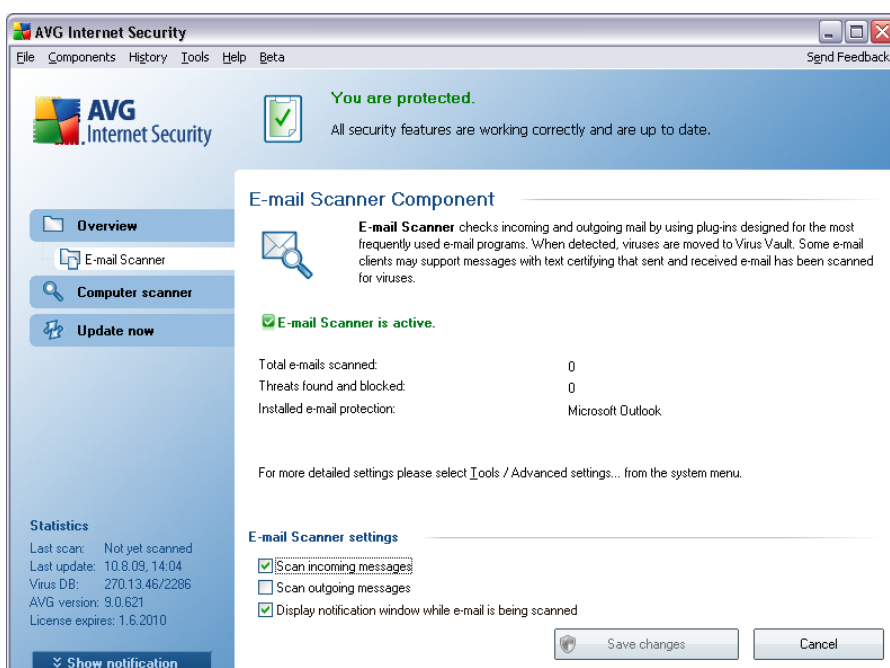 AVG Internet Security
File Components History Tools Help Beta Send Feedback
AVG
Internet Security
You are protected.
All security features are working correctly and are up to date.
Overview
E-mail Scanner
Computer scanner
Update now
E-mail Scanner Component
E-mail Scanner checks incoming and outgoing mail by using plug-ins designed for the most
frequently used e-mail programs. When detected, viruses are moved to Virus Vault. Some e-mail
clients may support messages with text certifying that sent and received e-mail has been scanned
for viruses.
E-mail Scanner is active.
Total e-mails scanned: 0
Threats found and blocked: 0
Installed e-mail protection: Microsoft Outlook
For more detailed settings please select Tools / Advanced settings... from the system menu.
Statistics
Last scan: Not yet scanned
Last update: 10.8.09, 14:04
Virus DB: 270.13.46/2286
AVG version: 9.0.621
License expires: 1.6.2010
Show notification
E-mail Scanner settings
Scan incoming messages
Scan outgoing messages
Display notification window while e-mail is being scanned
Save changes Cancel